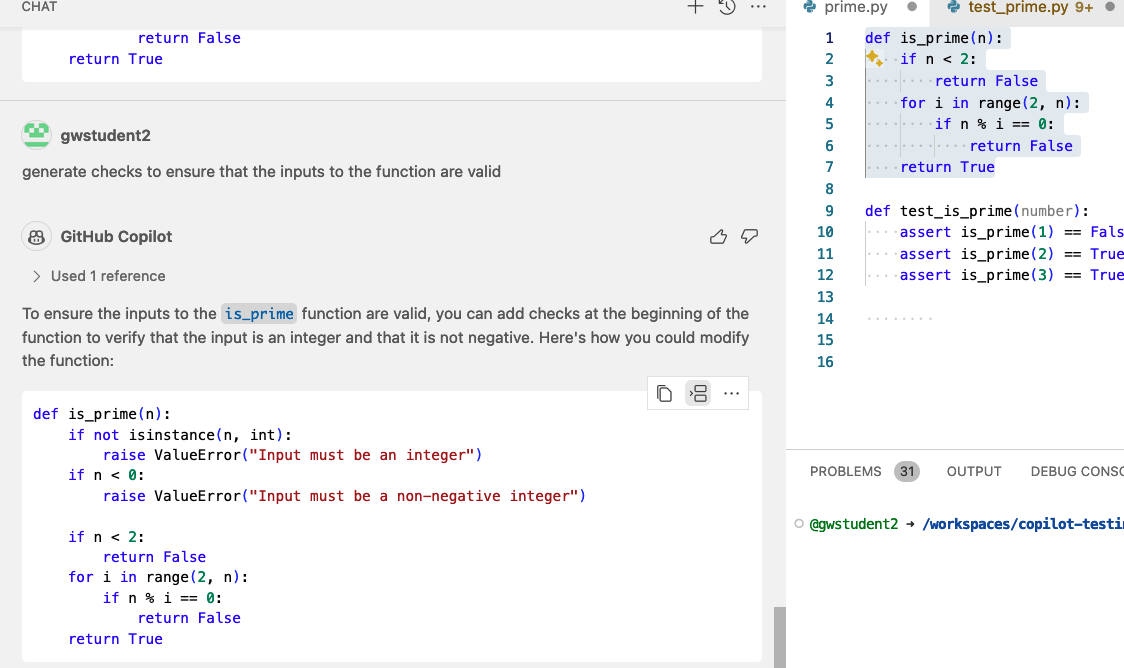 CHAT
return False
return True
gwstudent2
generate checks to ensure that the inputs to the function are valid
GitHub Copilot
Used 1 reference
To ensure the inputs to the is_prime function are valid, you can add checks at the beginning of the
function to verify that the input is an integer and that it is not negative. Here's how you could modify
the function:
def is_prime(n):
    if not isinstance(n, int):
        raise ValueError("Input must be an integer")
    if n < 0:
        raise ValueError("Input must be a non-negative integer")
    if n < 2:
        return False
    for i in range(2, n):
        if n % i == 0:
            return False
    return True
prime.py
test_prime.py 9+
1 def is_prime(n):
2     if n < 2:
3         return False
4     for i in range(2, n):
5         if n % i == 0:
6             return False
7     return True
8
9 def test_is_prime(number):
10     assert is_prime(1) == Fals
11     assert is_prime(2) == True
12     assert is_prime(3) == True
13
14
15
16
PROBLEMS 31 OUTPUT DEBUG CONSO
@gwstudent2 → /workspaces/copilot-testin